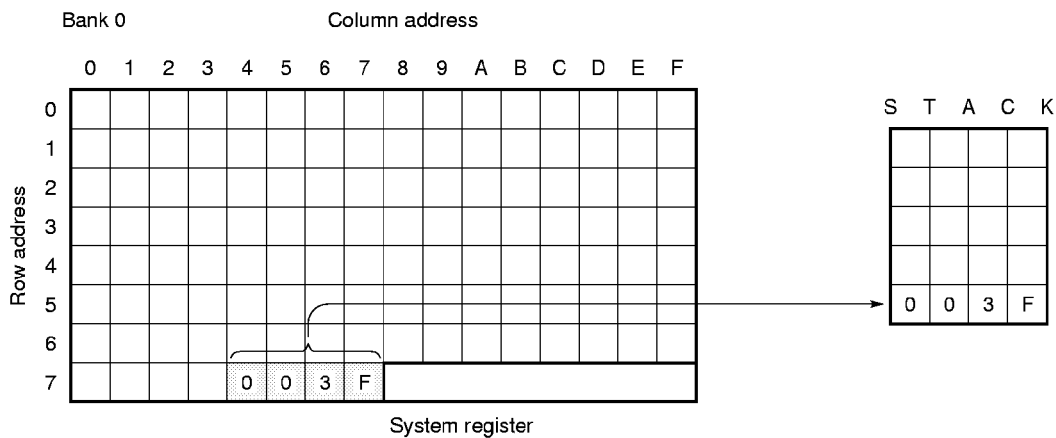 Bank 0 Column address
0 1 2 3 4 5 6 7 8 9 A B C D E F
0
S T A C K
1
2
Row address
3
4
5
0 0 3 F
6
7 0 0 3 F
System register